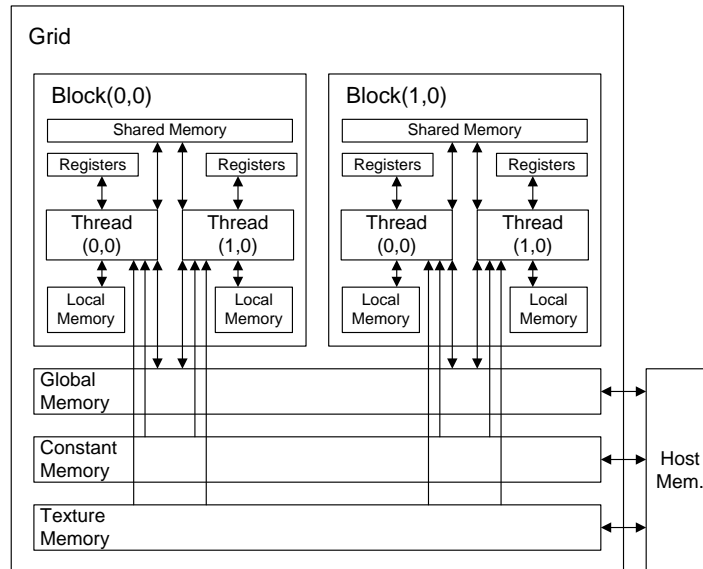 Grid
Block(0,0)
Shared Memory
Registers
Registers
Thread
(0,0)
Thread
(1,0)
Local
Memory
Local
Memory
Block(1,0)
Shared Memory
Registers
Registers
Thread
(0,0)
Thread
(1,0)
Local
Memory
Local
Memory
Global
Memory
Constant
Memory
Texture
Memory
Host
Mem.